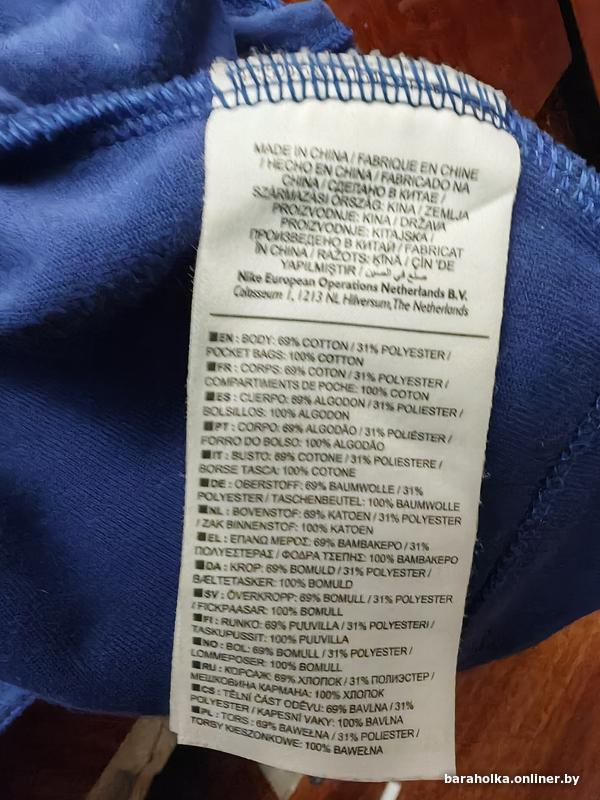 MADE IN CHINA / FABRIQUE EN CHINE
/ HECHO EN CHINA / FABRICADO NA
CHINA / СДЕЛАНО В КИТАЕ /
SZÁRMAZÁSI ORSZÁG: KÍNA / ZEMLJA
PROIZVODNJE: KINA / DRŽAVA
PROIZVODNJE: KITAJSKA /
ПРОИЗВЕДЕНО В КИТАЙ / FABRICAT
ÎN CHINA / RAŽOTS: ĶĪNA / ÇİN 'DE
YAPILMIŞTIR / صنع في الصين
Nike European Operations Netherlands B.V.
Colosseum 1, 1213 NL Hilversum, The Netherlands
EN : BODY: 69% COTTON / 31% POLYESTER /
POCKET BAGS: 100% COTTON
FR : CORPS: 69% COTON / 31% POLYESTER /
COMPARTIMENTS DE POCHE: 100% COTON
ES : CUERPO: 69% ALGODON / 31% POLIESTER /
BOLSILLOS: 100% ALGODON
PT : CORPO: 69% ALGODÃO / 31% POLIÉSTER /
FORRO DO BOLSO: 100% ALGODÃO
IT : BUSTO: 69% COTONE / 31% POLIESTERE /
BORSE TASCA: 100% COTONE
DE : OBERSTOFF: 69% BAUMWOLLE / 31%
POLYESTER / TASCHENBEUTEL: 100% BAUMWOLLE
NL : BOVENSTOF: 69% KATOEN / 31% POLYESTER
/ ZAK BINNENSTOF: 100% KATOEN
EL : ΕΠΑΝΩ ΜΕΡΟΣ: 69% ΒΑΜΒΑΚΕΡΟ / 31%
ΠΟΛΥΕΣΤΕΡΑΣ / ΦΟΔΡΑ ΤΣΕΠΗΣ: 100% ΒΑΜΒΑΚΕΡΟ
DA : KROP: 69% BOMULD / 31% POLYESTER /
BÆLTETASKER: 100% BOMULD
SV : ÖVERKROPP: 69% BOMULL / 31% POLYESTER
/ FICKPAASAR: 100% BOMULL
FI : RUNKO: 69% PUUVILLA / 31% POLYESTERI /
TASKUPUSSIT: 100% PUUVILLA
NO : BOL: 69% BOMULL / 31% POLYESTER /
LOMMEPOSER: 100% BOMULL
RU : КОРСАЖ: 69% ХЛОПОК / 31% ПОЛИЭСТЕР /
МЕШКОВИНА КАРМАНА: 100% ХЛОПОК
CS : TĚLNÍ ČÁST ODĚVU: 69% BAVLNA / 31%
POLYESTER / KAPESNÍ VAKY: 100% BAVLNA
PL : TORS: 69% BAWEŁNA / 31% POLIESTER /
TORBY KIESZONKOWE: 100% BAWEŁNA
baraholka.onliner.by